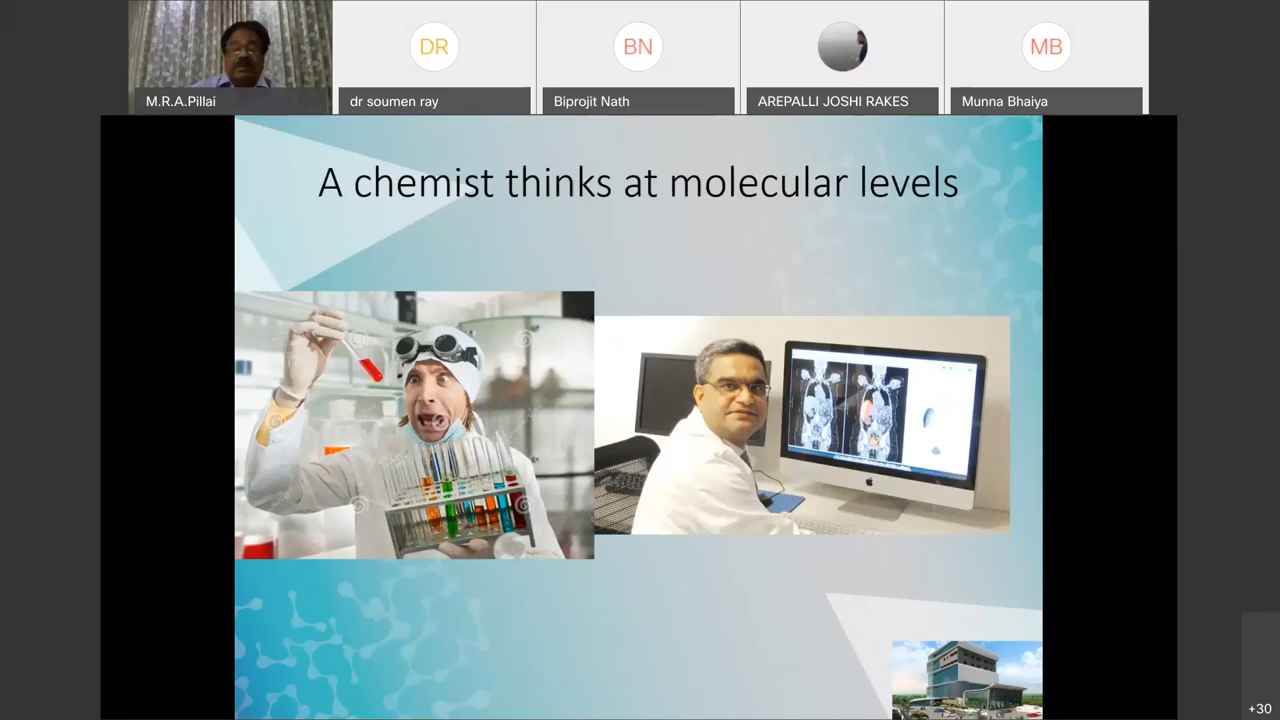 DR
BN
MB
M.R.A.Pillai
dr soumen ray
Biprojit Nath
AREPALLI JOSHI RAKES
Munna Bhaiya
A chemist thinks at molecular levels
+30